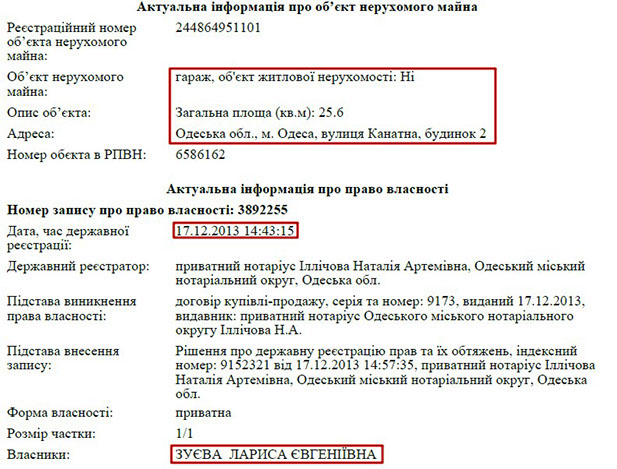 Актуальна інформація про об’єкт нерухомого майна
Реєстраційний номер об’єкта нерухомого майна: 244864951101
Об’єкт нерухомого майна: гараж, об'єкт житлової нерухомості: Ні
Опис об’єкта: Загальна площа (кв.м): 25.6
Адреса: Одеська обл., м. Одеса, вулиця Канатна, будинок 2
Номер обєкта в РПВН: 6586162
Актуальна інформація про право власності
Номер запису про право власності: 3892255
Дата, час державної реєстрації: 17.12.2013 14:43:15
Державний реєстратор: приватний нотаріус Іллічова Наталія Артемівна, Одеський міський
нотаріальний округ, Одеська обл.
Підстава виникнення права власності: договір купівлі-продажу, серія та номер: 9173, виданий 17.12.2013,
видавник: приватний нотаріус Одеського міського нотаріального
округу Іллічова Н.А.
Підстава внесення запису: Рішення про державну реєстрацію прав та їх обтяжень, індексний
номер: 9152321 від 17.12.2013 14:57:35, приватний нотаріус Іллічова
Наталія Артемівна, Одеський міський нотаріальний округ, Одеська
обл.
Форма власності: приватна
Розмір частки: 1/1
Власники: ЗУЄВА ЛАРИСА ЄВГЕНІЇВНА